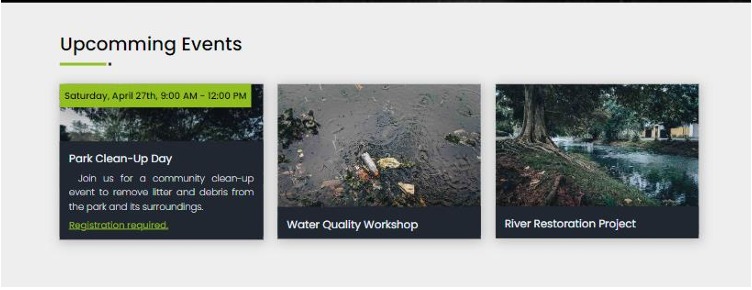 Upcomming Events
Saturday, April 27th, 9:00 AM - 12:00 PM
Park Clean-Up Day
Join us for a community clean-up
event to remove litter and debris from
the park and its surroundings.
Registration required.
Water Quality Workshop
River Restoration Project